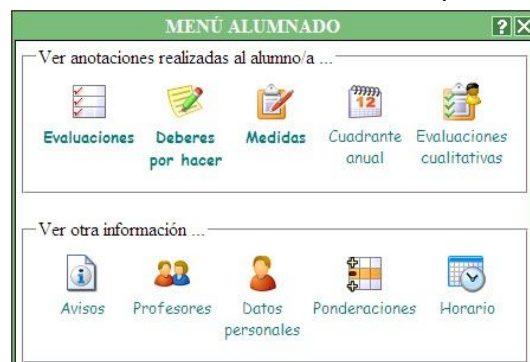 MENÚ ALUMNADO
?
X
Ver anotaciones realizadas al alumno/a ...
12
Evaluaciones Deberes Medidas Cuadrante Evaluaciones
por hacer anual cualitativas
Ver otra información ...
i
Avisos Profesores Datos Ponderaciones Horario
personales